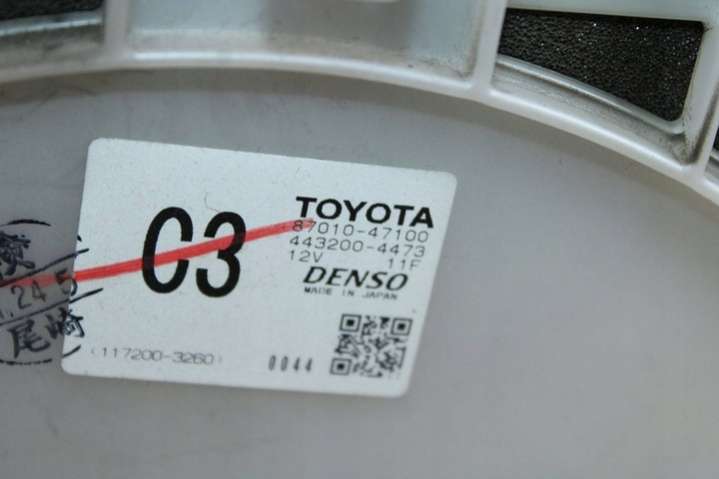 C3
TOYOTA
87010-47100
443200-4473
12V 11F
DENSO
MADE IN JAPAN
(117200-3260)
0044
24.5
尾崎